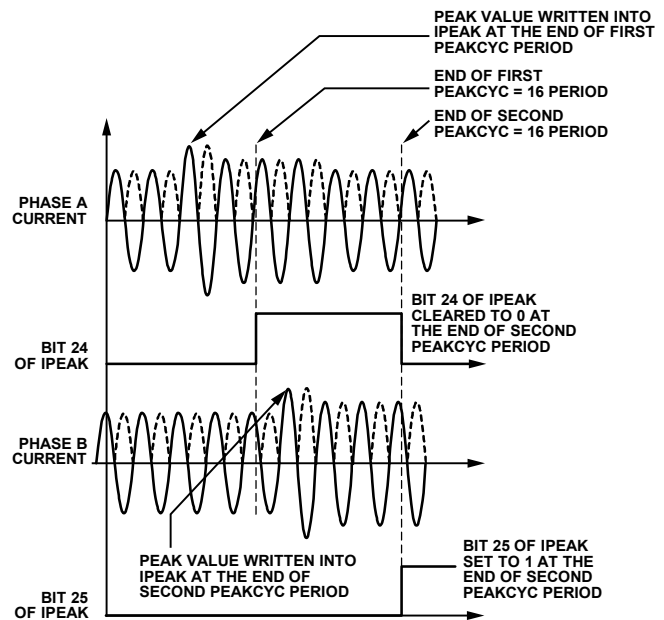 PEAK VALUE WRITTEN INTO
IPEAK AT THE END OF FIRST
PEAKCYC PERIOD
END OF FIRST
PEAKCYC = 16 PERIOD
END OF SECOND
PEAKCYC = 16 PERIOD
PHASE A
CURRENT
BIT 24 OF IPEAK
CLEARED TO 0 AT
THE END OF SECOND
PEAKCYC PERIOD
BIT 24
OF IPEAK
PHASE B
CURRENT
PEAK VALUE WRITTEN INTO
IPEAK AT THE END OF
SECOND PEAKCYC PERIOD
BIT 25 OF IPEAK
SET TO 1 AT THE
END OF SECOND
PEAKCYC PERIOD
BIT 25
OF IPEAK